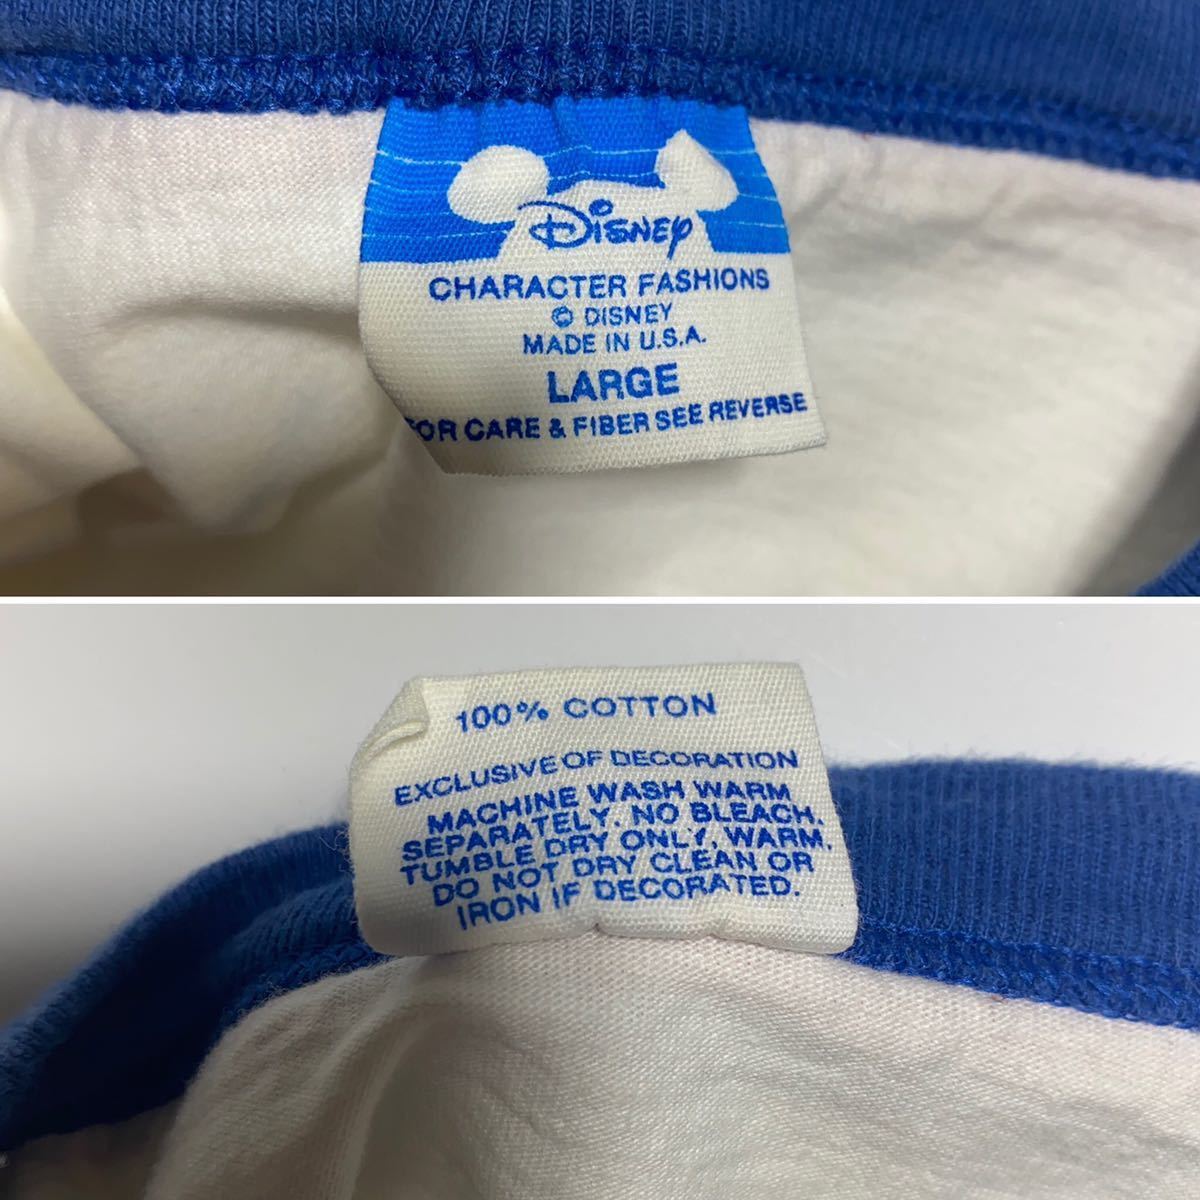 Disney
CHARACTER FASHIONS
© DISNEY
MADE IN U.S.A.
LARGE
FOR CARE & FIBER SEE REVERSE
100% COTTON
EXCLUSIVE OF DECORATION
MACHINE WASH WARM
SEPARATELY. NO BLEACH.
TUMBLE DRY ONLY, WARM.
DO NOT DRY CLEAN OR
IRON IF DECORATED.